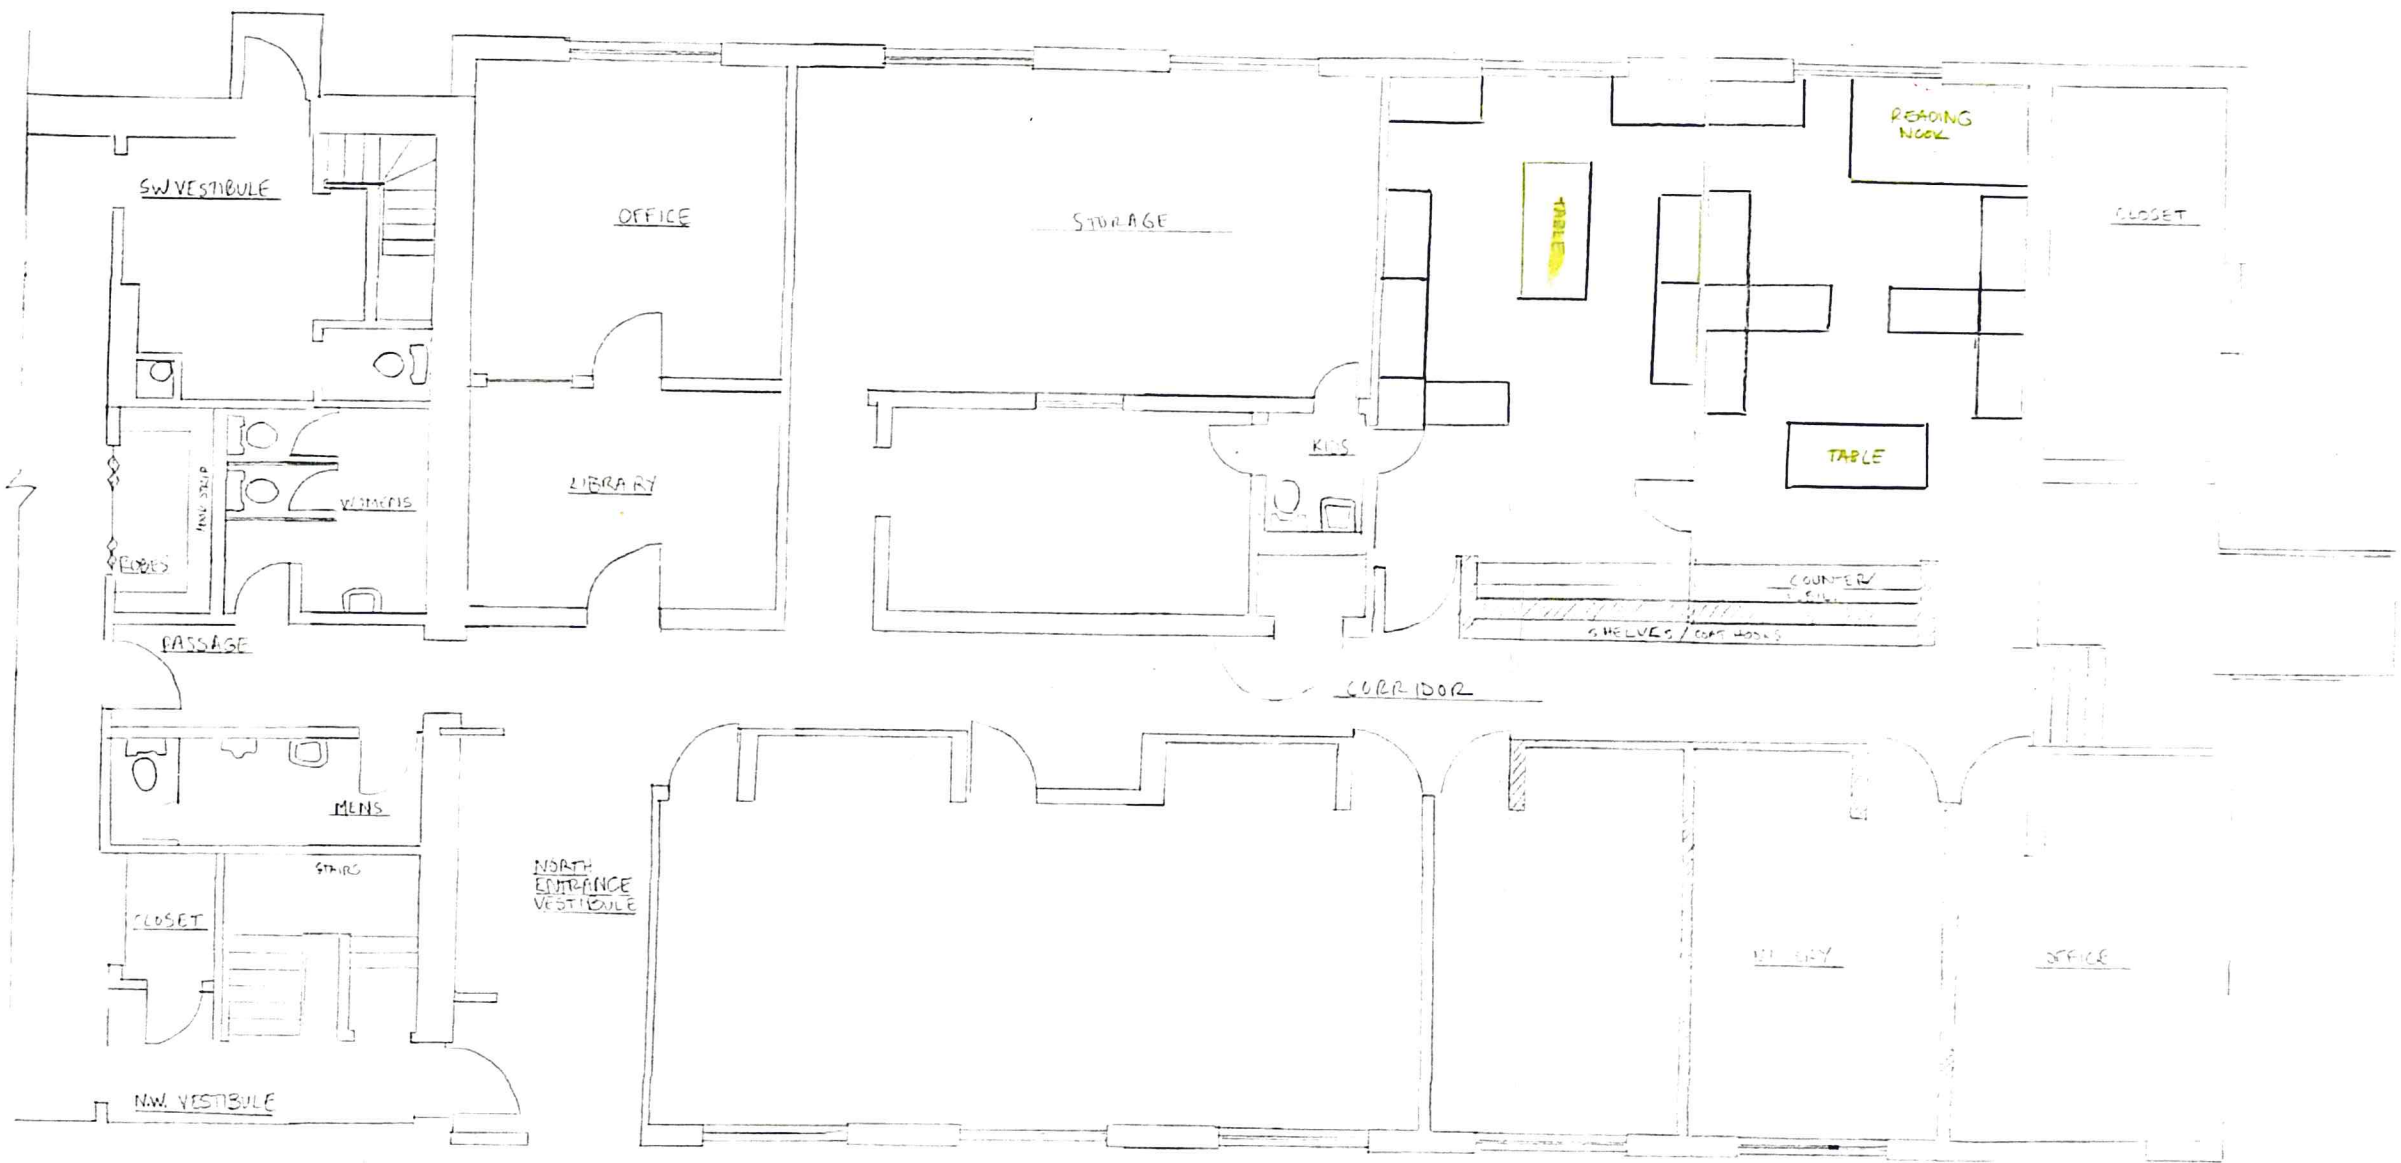 READING
NOOK
SW VESTIBULE
OFFICE
STORAGE
TABLE
CLOSET
KIDS
TABLE
LIBRARY
WOMENS
ROBES
COUNTER/
SHELVES / COAT HOOKS
PASSAGE
CORRIDOR
MENS
STAIRS
NORTH
ENTRANCE
VESTIBULE
CLOSET
OFFICE
N.W. VESTIBULE